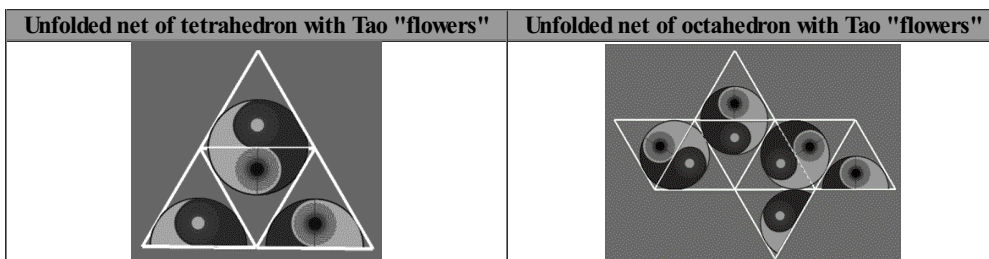 Unfolded net of tetrahedron with Tao "flowers"
Unfolded net of octahedron with Tao "flowers"